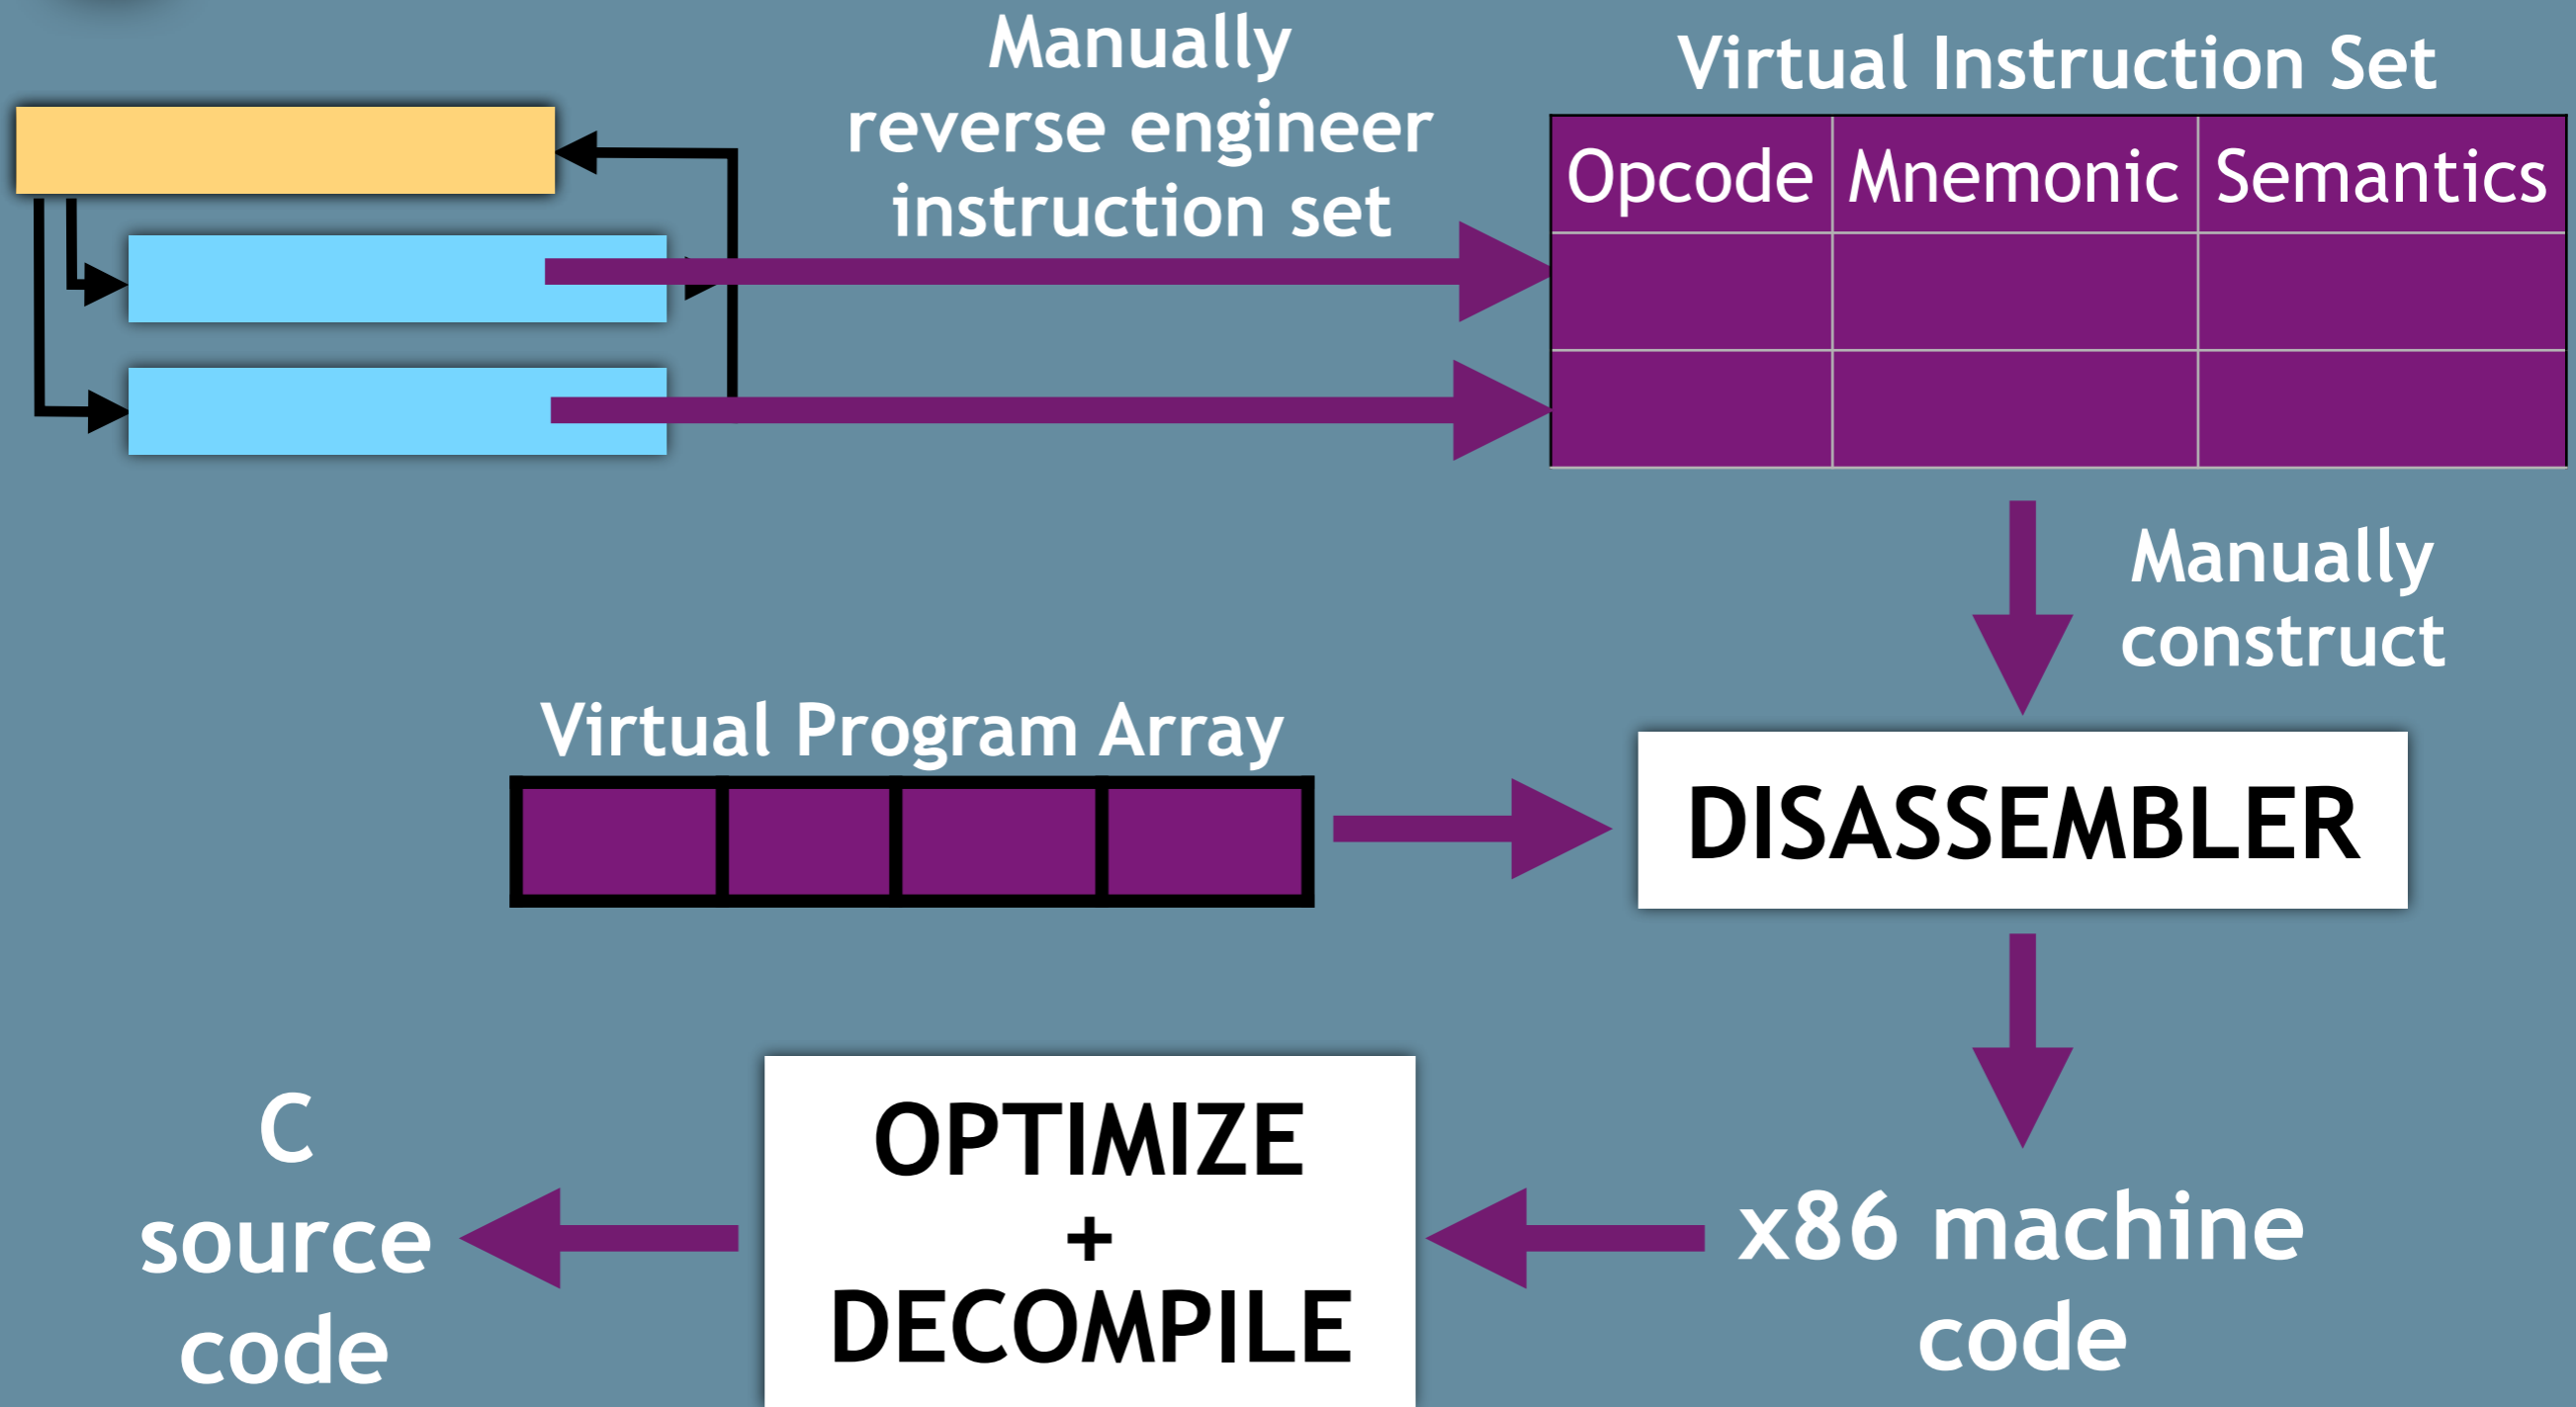 Manually
reverse engineer
instruction set
Virtual Instruction Set
Opcode Mnemonic Semantics
Manually
construct
Virtual Program Array
DISASSEMBLER
C
source
code
OPTIMIZE
+
DECOMPILE
x86 machine
code